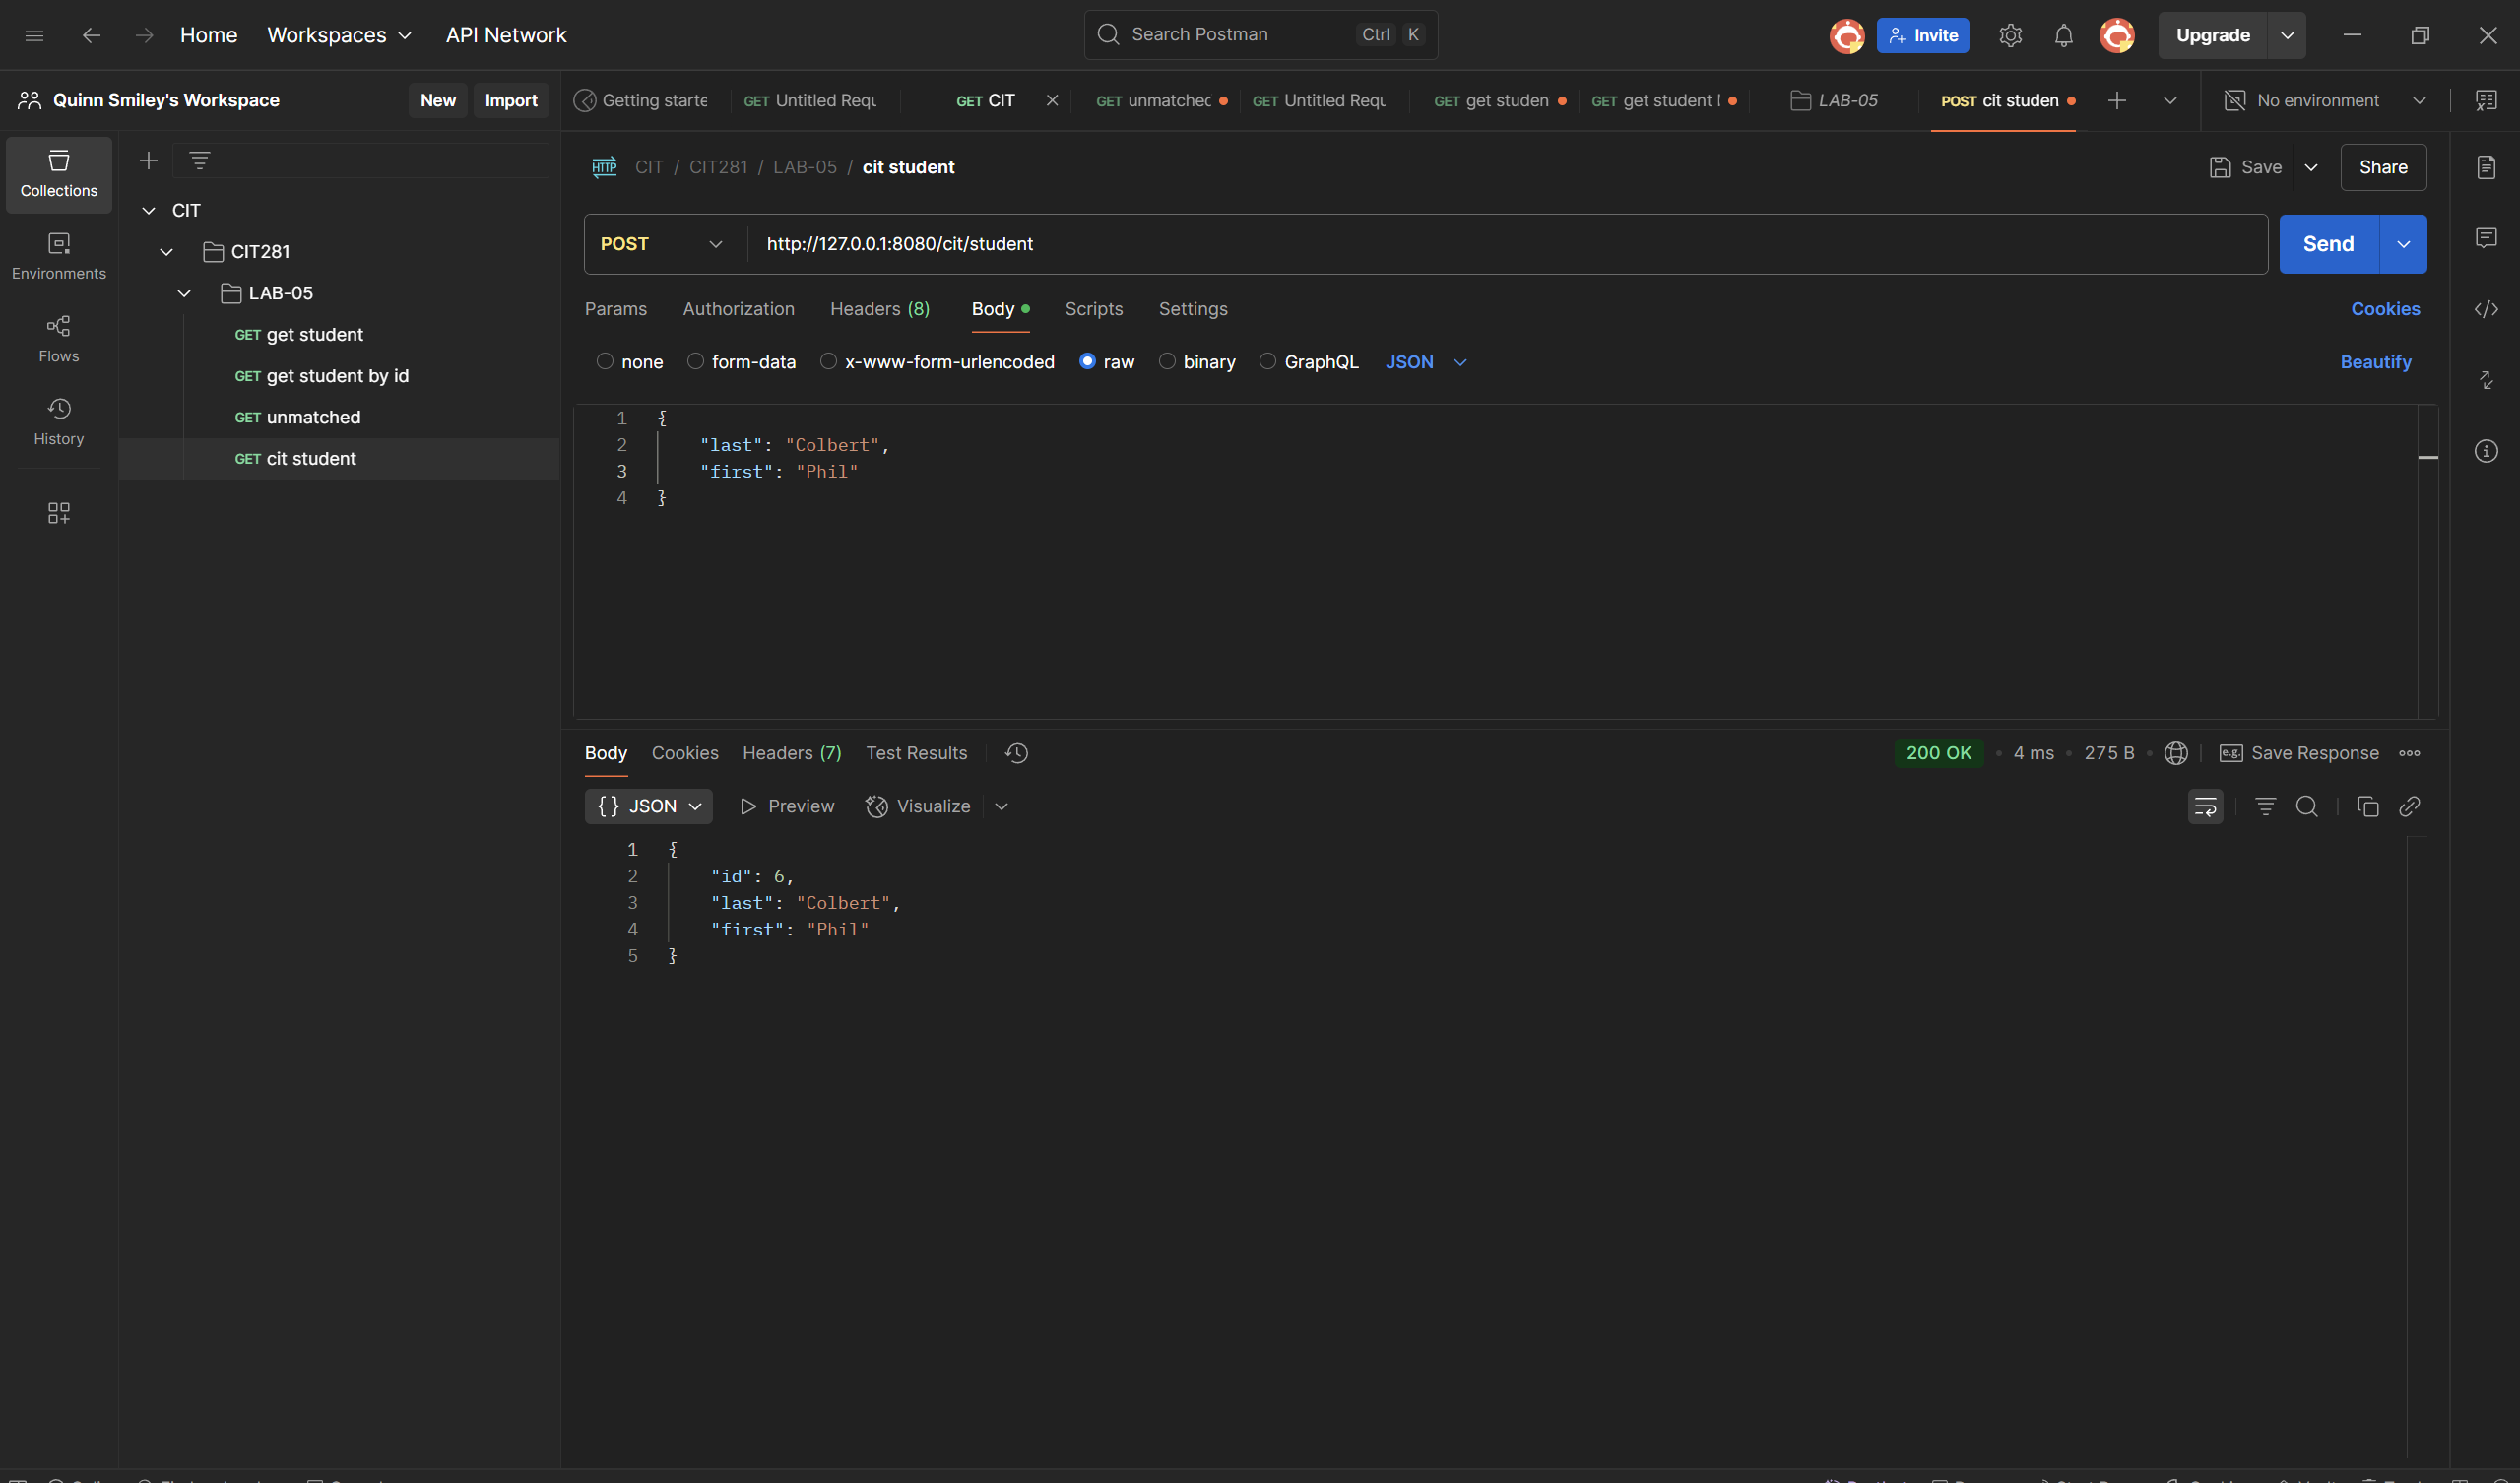 Home Workspaces API Network Search Postman Ctrl K Invite Upgrade
Quinn Smiley's Workspace New Import Getting starte GET Untitled Requ GET CIT GET unmatched GET Untitled Requ GET get studen GET get student LAB-05 POST cit studen No environment
Collections
Environments
Flows
History
CIT
CIT281
LAB-05
GET get student
GET get student by id
GET unmatched
GET cit student
HTTP CIT / CIT281 / LAB-05 / cit student Save Share
POST http://127.0.0.1:8080/cit/student Send
Params Authorization Headers (8) Body Scripts Settings Cookies
none form-data x-www-form-urlencoded raw binary GraphQL JSON Beautify
1 {
2 "last": "Colbert",
3 "first": "Phil"
4 }
Body Cookies Headers (7) Test Results 200 OK • 4 ms • 275 B • e.g. Save Response
{} JSON Preview Visualize
1 {
2 "id": 6,
3 "last": "Colbert",
4 "first": "Phil"
5 }